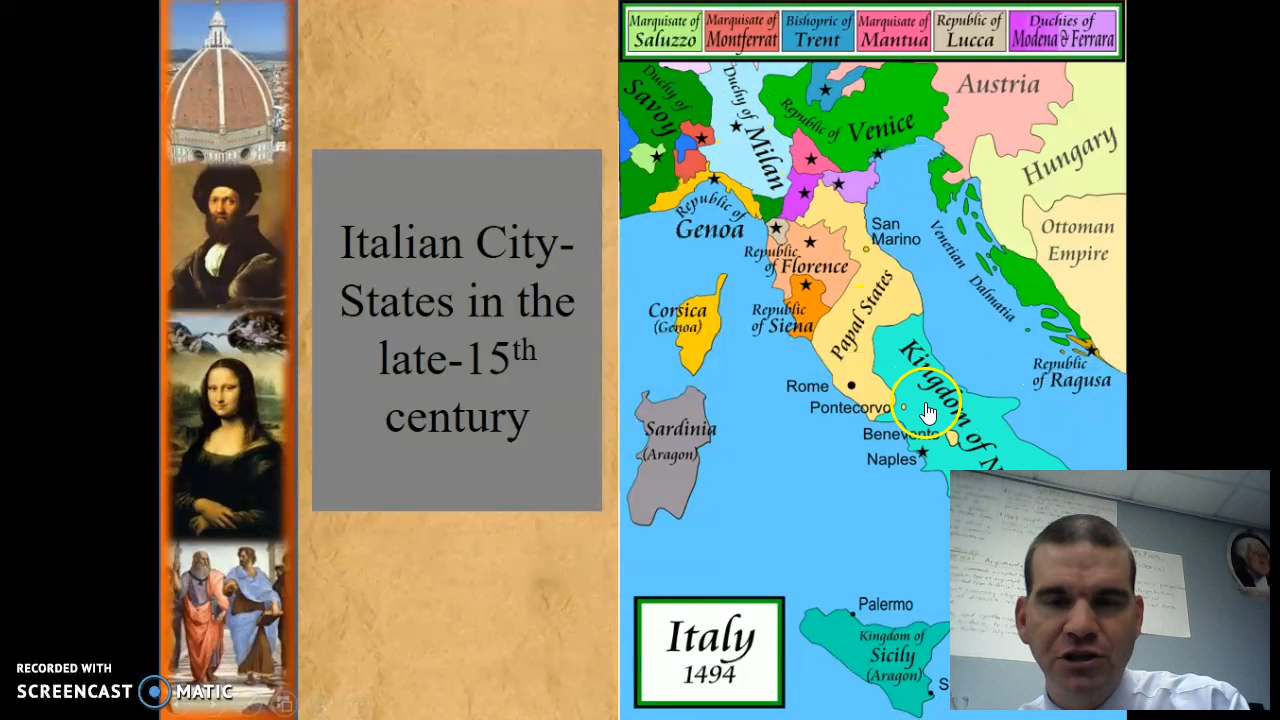 Italian City-
States in the
late-15th
century
Marquisate of
Saluzzo
Marquisate of
Montferrat
Bishopric of
Trent
Marquisate of
Mantua
Republic of
Lucca
Duchies of
Modena & Ferrara
Duchy of
Savoy
Duchy of
Milan
Republic of
Venice
Austria
Hungary
Ottoman
Empire
Republic of
Genoa
San
Marino
Venetian
Dalmatia
Republic
of Florence
Corsica
(Genoa)
Republic
of Siena
Papal States
Republic
of Ragusa
Kingdom of N
Rome
Pontecorvo
Benevento
Naples
Sardinia
(Aragon)
Palermo
Kingdom of
Sicily
(Aragon)
S
Italy
1494
RECORDED WITH
SCREENCAST MATIC